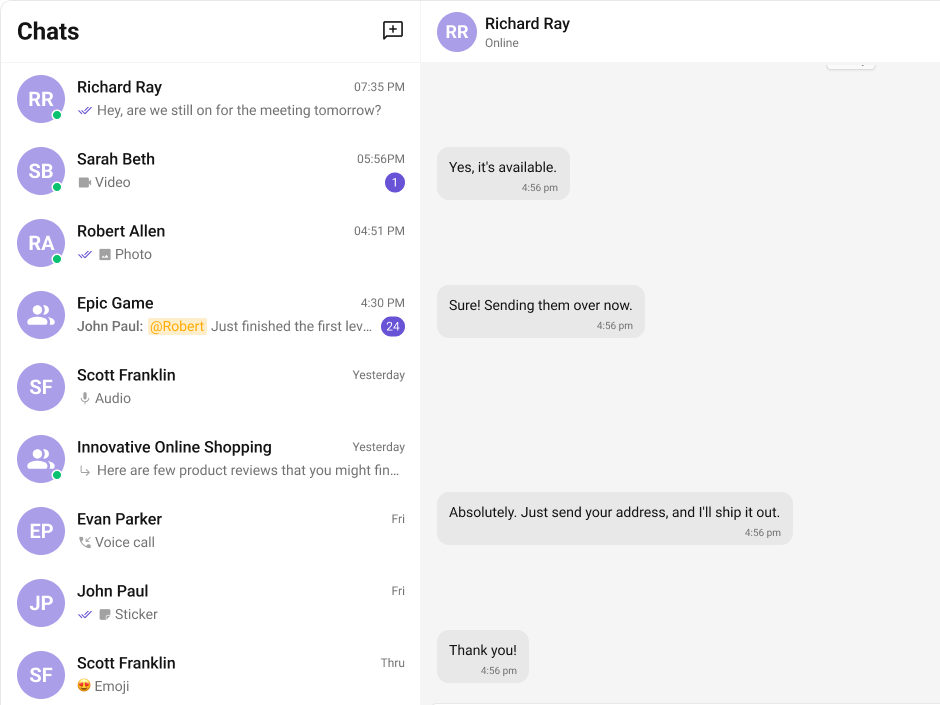 Chats
RR
Richard Ray
07:35 PM
Hey, are we still on for the meeting tomorrow?
SB
Sarah Beth
05:56PM
Video
1
RA
Robert Allen
04:51 PM
Photo
Epic Game
4:30 PM
John Paul: @Robert Just finished the first lev...
24
SF
Scott Franklin
Yesterday
Audio
Innovative Online Shopping
Yesterday
Here are few product reviews that you might fin...
EP
Evan Parker
Fri
Voice call
JP
John Paul
Fri
Sticker
SF
Scott Franklin
Thru
Emoji
RR
Richard Ray
Online
Yes, it's available.
4:56 pm
Sure! Sending them over now.
4:56 pm
Absolutely. Just send your address, and I'll ship it out.
4:56 pm
Thank you!
4:56 pm